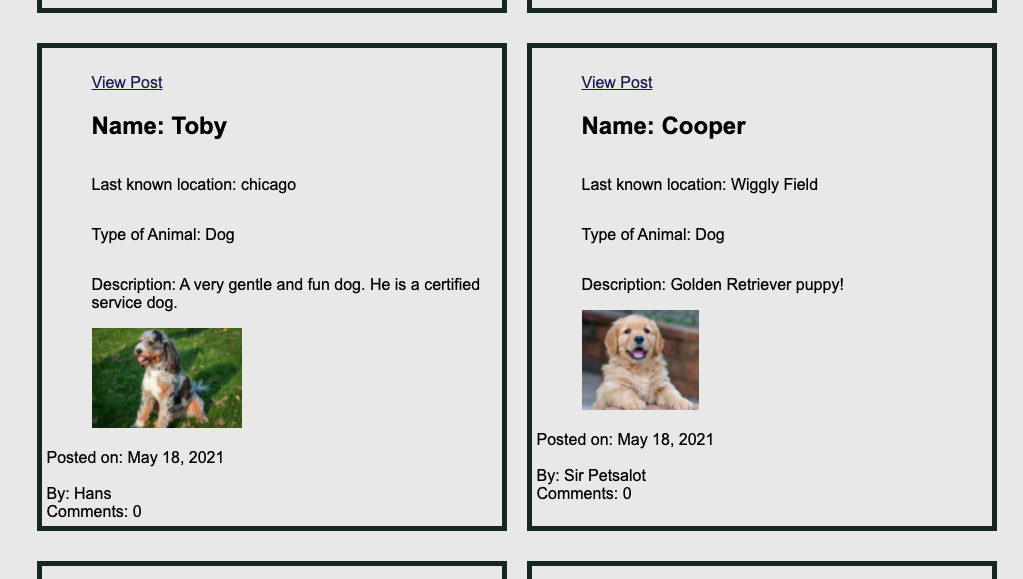 View Post
Name: Toby
Last known location: chicago
Type of Animal: Dog
Description: A very gentle and fun dog. He is a certified
service dog.
Posted on: May 18, 2021
By: Hans
Comments: 0
View Post
Name: Cooper
Last known location: Wiggly Field
Type of Animal: Dog
Description: Golden Retriever puppy!
Posted on: May 18, 2021
By: Sir Petsalot
Comments: 0